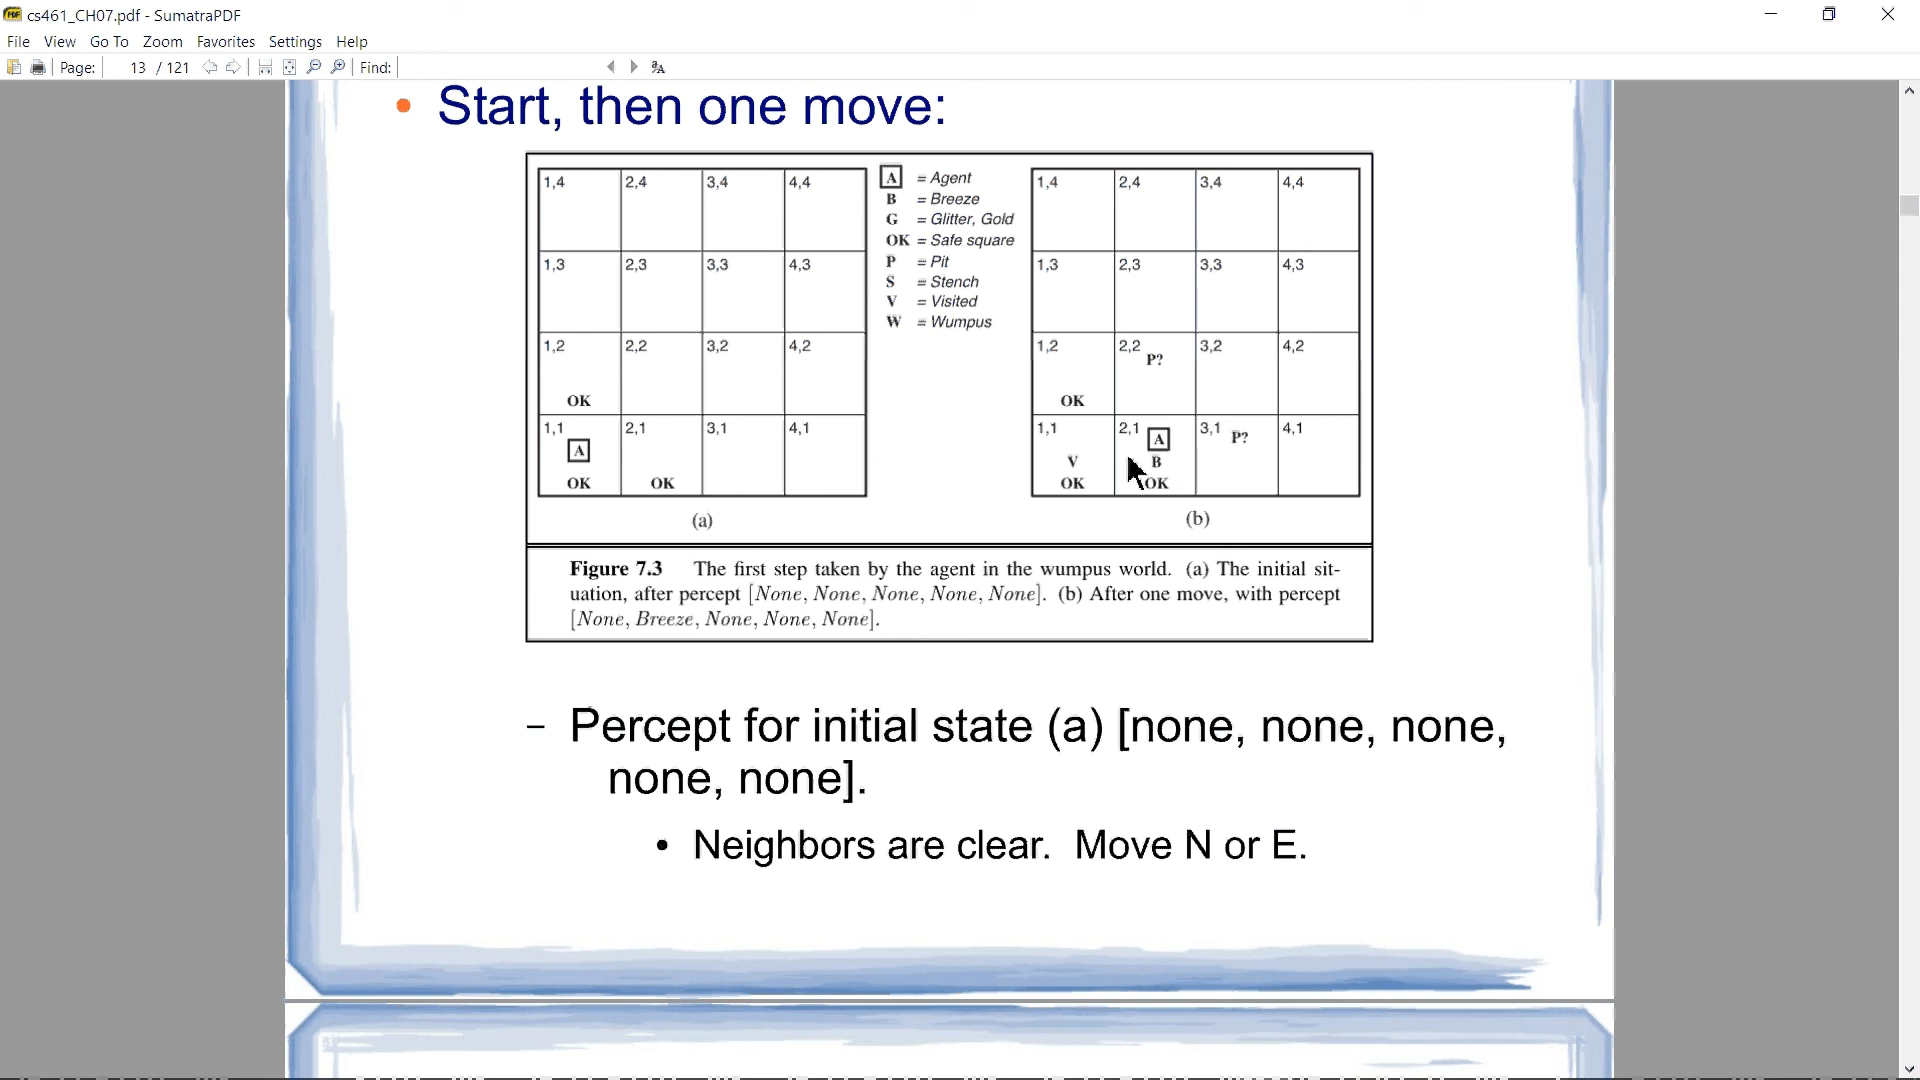 cs461_CH07.pdf - SumatraPDF
File View Go To Zoom Favorites Settings Help
Page: 13 / 121 Find:
• Start, then one move:
1,4 2,4 3,4 4,4
1,3 2,3 3,3 4,3
1,2 2,2 3,2 4,2
OK
1,1 2,1 3,1 4,1
A
OK OK
(a)
A = Agent
B = Breeze
G = Glitter, Gold
OK = Safe square
P = Pit
S = Stench
V = Visited
W = Wumpus
1,4 2,4 3,4 4,4
1,3 2,3 3,3 4,3
1,2 2,2 3,2 4,2
P?
OK
1,1 2,1 A 3,1 P? 4,1
V B
OK OK
(b)
Figure 7.3 The first step taken by the agent in the wumpus world. (a) The initial sit-
uation, after percept [None, None, None, None, None]. (b) After one move, with percept
[None, Breeze, None, None, None].
– Percept for initial state (a) [none, none, none,
none, none].
• Neighbors are clear. Move N or E.